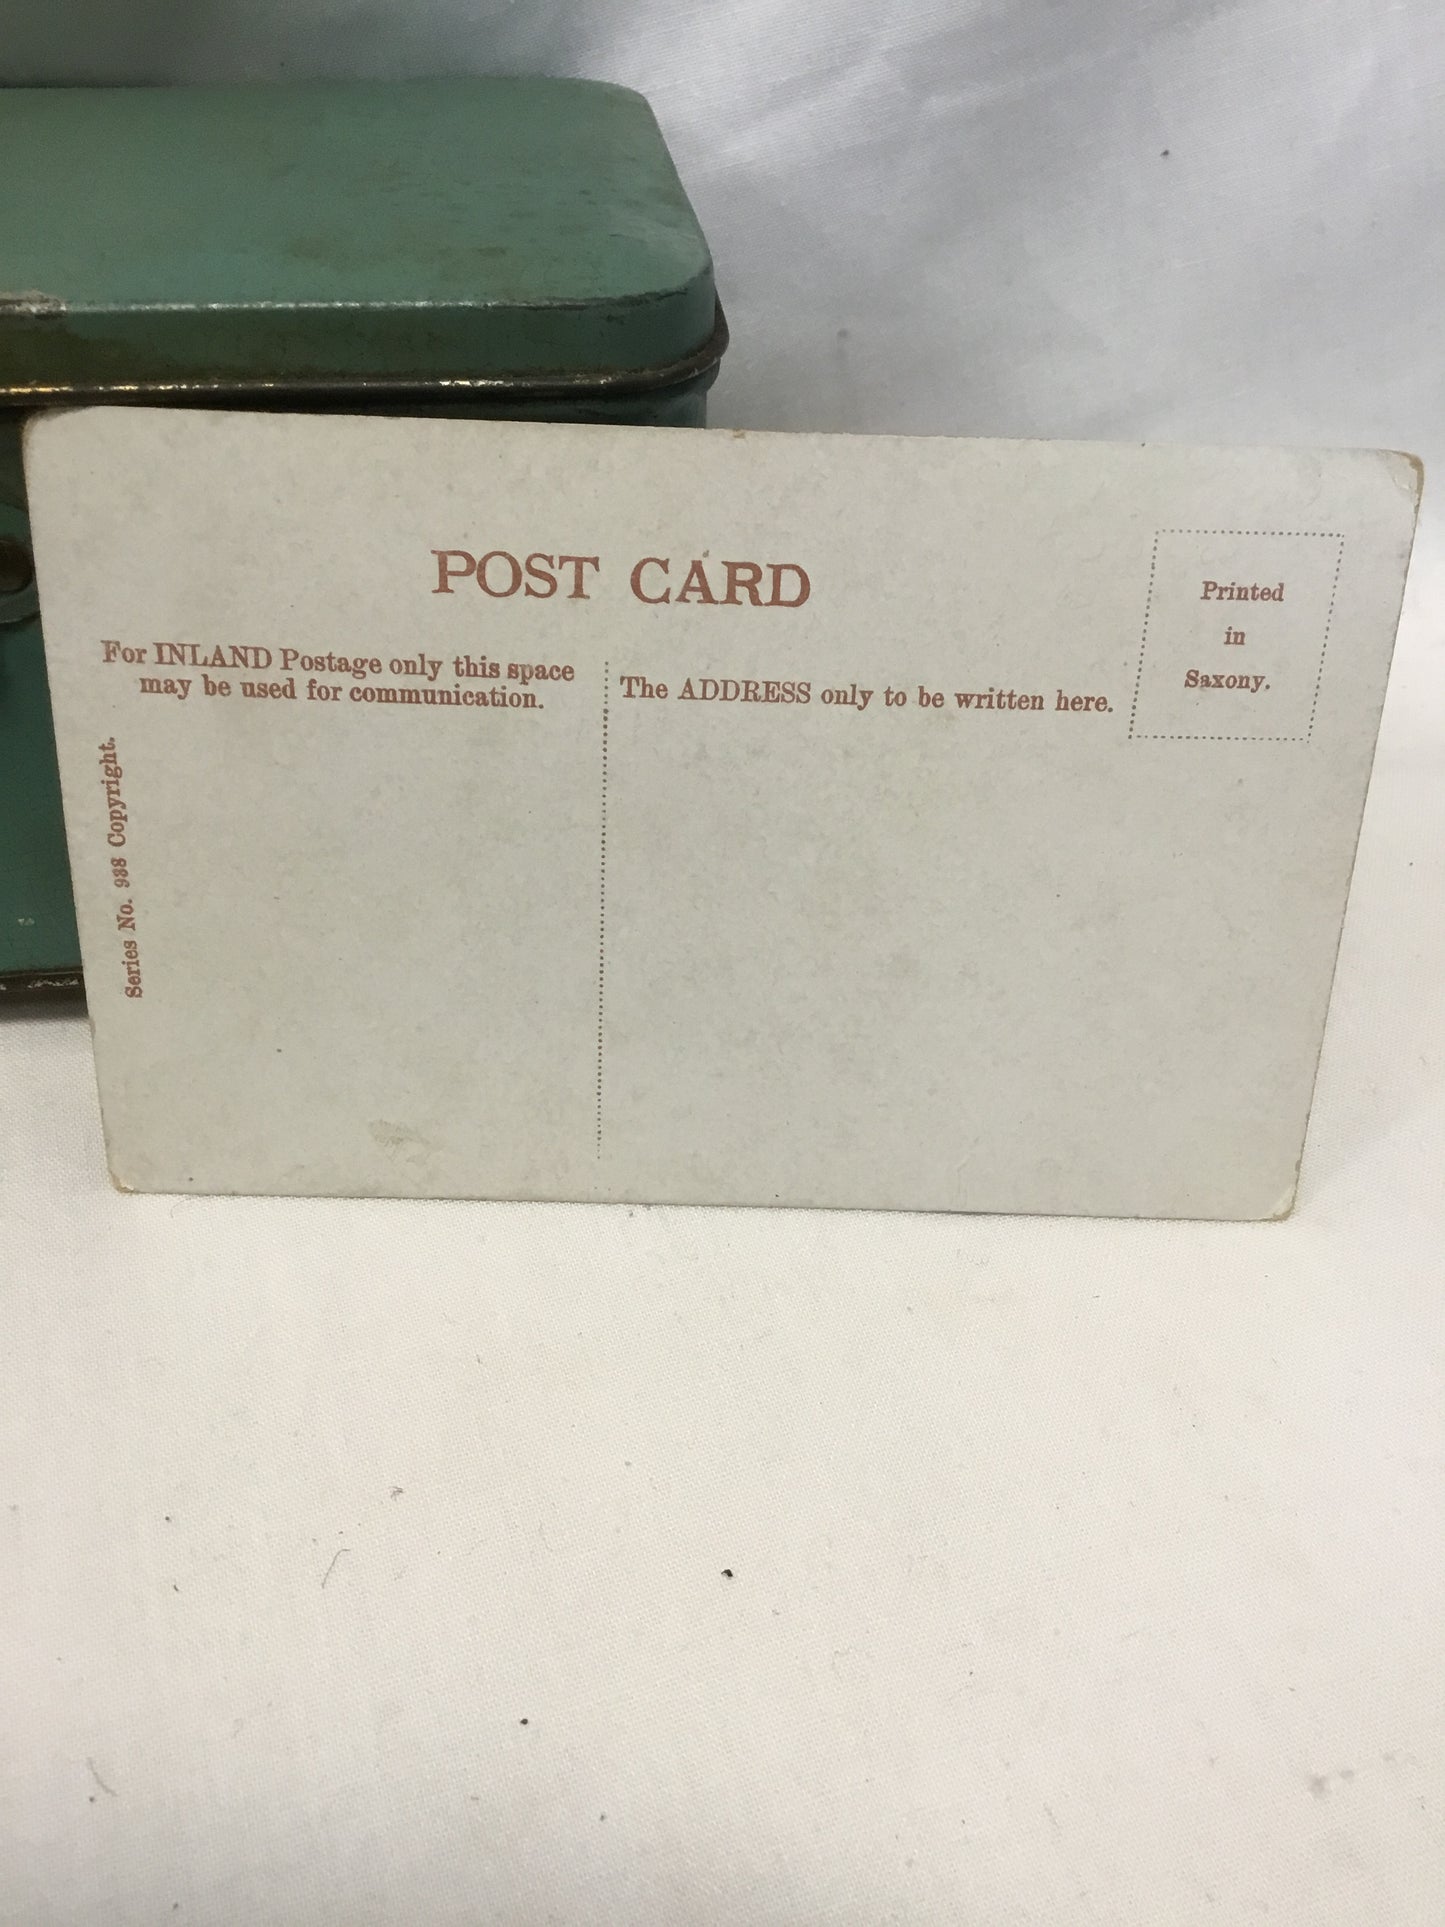 POST CARD
For INLAND Postage only this space
may be used for communication.
The ADDRESS only to be written here.
Printed
in
Saxony.
Series No. 938 Copyright.